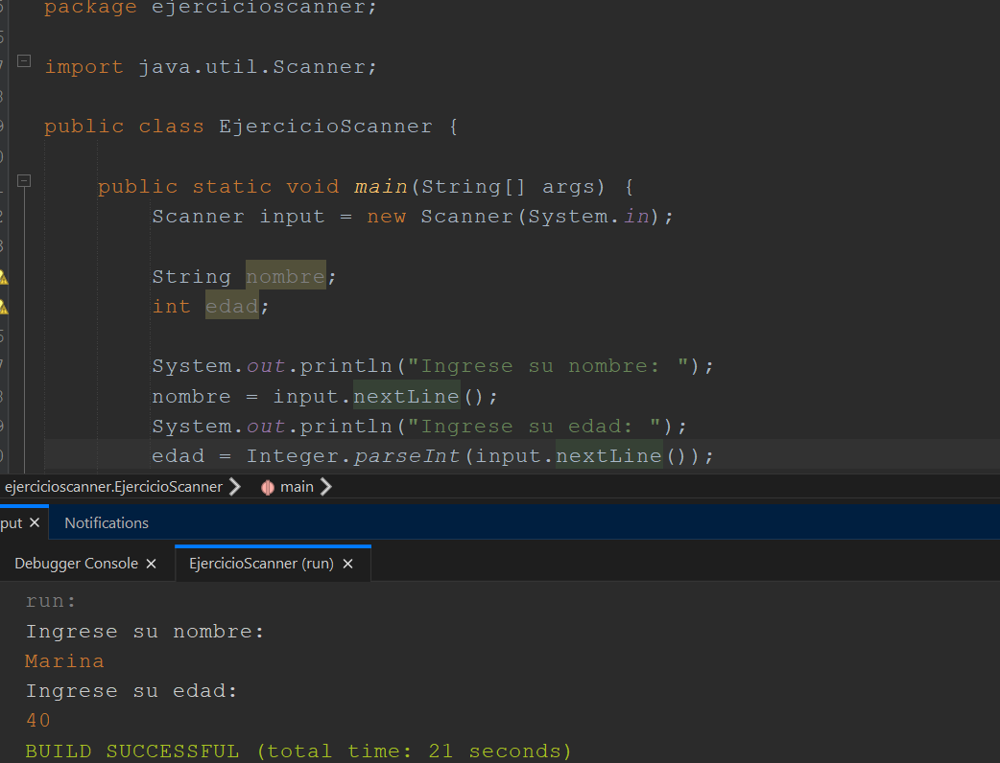 package ejercicioscanner;
import java.util.Scanner;
public class EjercicioScanner {
public static void main(String[] args) {
Scanner input = new Scanner(System.in);
String nombre;
int edad;
System.out.println("Ingrese su nombre: ");
nombre = input.nextLine();
System.out.println("Ingrese su edad: ");
edad = Integer.parseInt(input.nextLine());
ejercicioscanner.EjercicioScanner main
put × Notifications
Debugger Console × EjercicioScanner (run) ×
run:
Ingrese su nombre:
Marina
Ingrese su edad:
40
BUILD SUCCESSFUL (total time: 21 seconds)